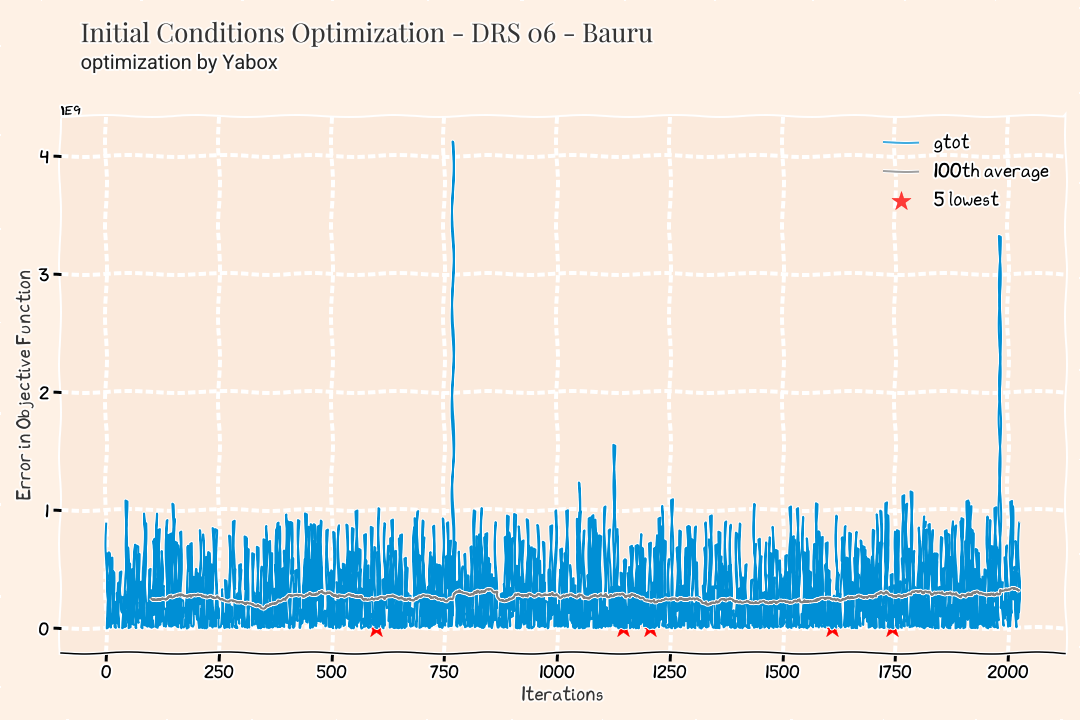 Initial Conditions Optimization - DRS 06 - Bauru
optimization by Yabox
1E9
gtot
100th average
5 lowest
4
3
2
1
0
Error in Objective Function
0 250 500 750 1000 1250 1500 1750 2000
Iterations